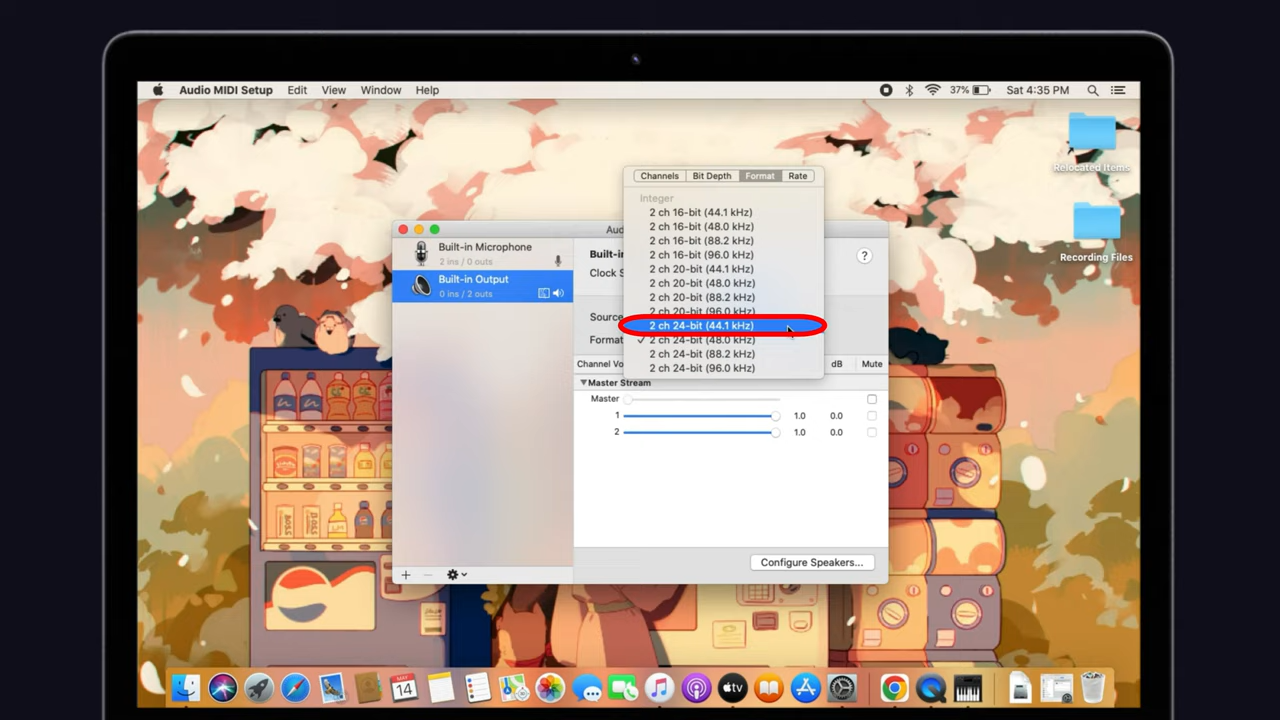 Audio MIDI Setup Edit View Window Help 37% Sat 4:35 PM
Relocated Items
Recording Files
Channels Bit Depth Format Rate
Integer
2 ch 16-bit (44.1 kHz)
2 ch 16-bit (48.0 kHz)
2 ch 16-bit (88.2 kHz)
2 ch 16-bit (96.0 kHz)
2 ch 20-bit (44.1 kHz)
2 ch 20-bit (48.0 kHz)
2 ch 20-bit (88.2 kHz)
2 ch 20-bit (96.0 kHz)
2 ch 24-bit (44.1 kHz)
✓ 2 ch 24-bit (48.0 kHz)
2 ch 24-bit (88.2 kHz)
2 ch 24-bit (96.0 kHz)
Built-in Microphone
2 ins / 0 outs
Built-in Output
0 ins / 2 outs
?
Source
Format
dB Mute
Master Stream
Master
1 1.0 0.0
2 1.0 0.0
Configure Speakers...
MAY
14
tv
BOSS